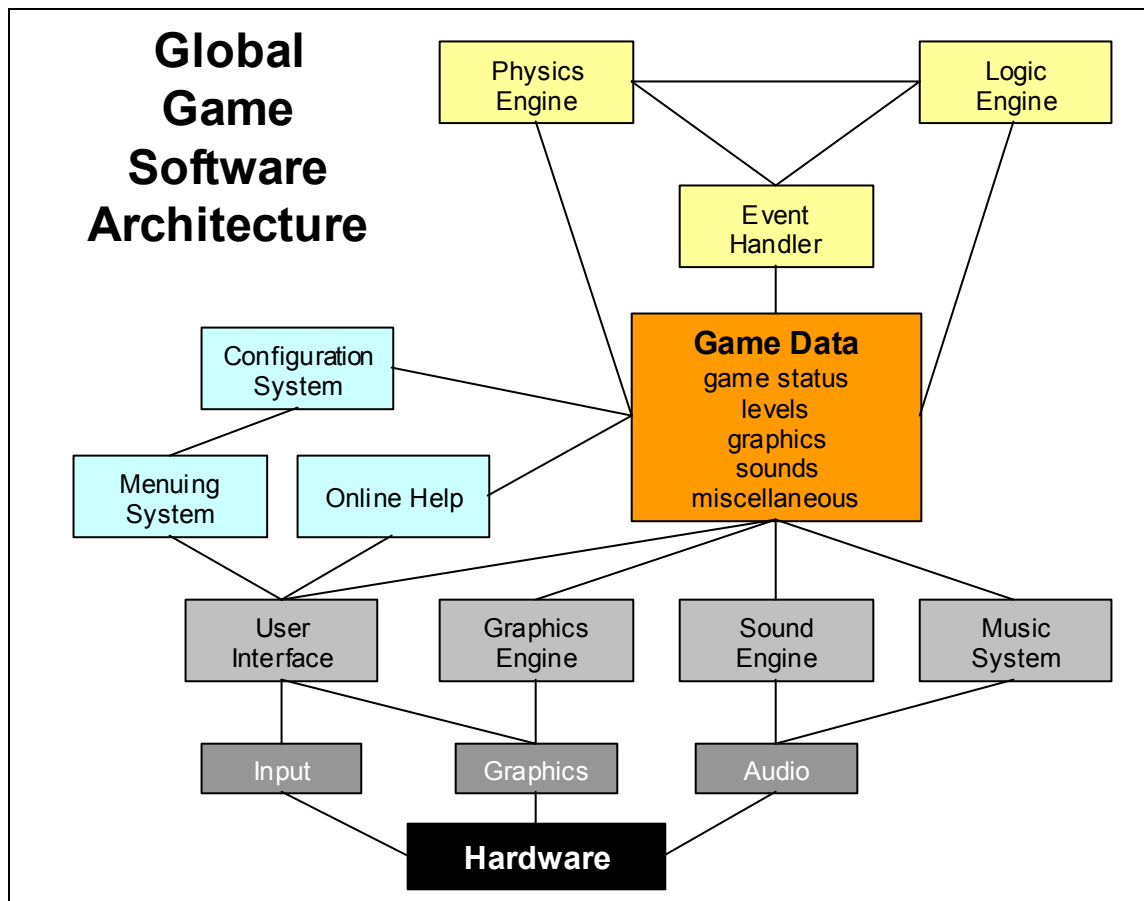 Global
Game
Software
Architecture
Physics
Engine
Logic
Engine
Event
Handler
Game Data
game status
levels
graphics
sounds
miscellaneous
Configuration
System
Menuing
System
Online Help
User
Interface
Graphics
Engine
Sound
Engine
Music
System
Input
Graphics
Audio
Hardware